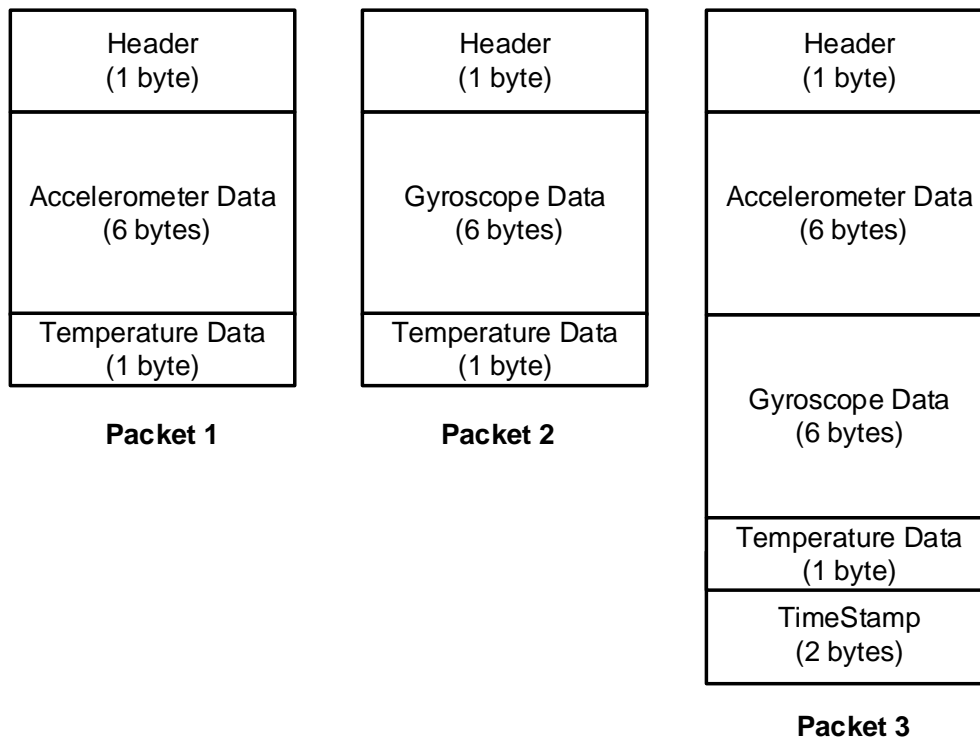 Header
(1 byte)
Accelerometer Data
(6 bytes)
Temperature Data
(1 byte)
Packet 1
Header
(1 byte)
Gyroscope Data
(6 bytes)
Temperature Data
(1 byte)
Packet 2
Header
(1 byte)
Accelerometer Data
(6 bytes)
Gyroscope Data
(6 bytes)
Temperature Data
(1 byte)
TimeStamp
(2 bytes)
Packet 3